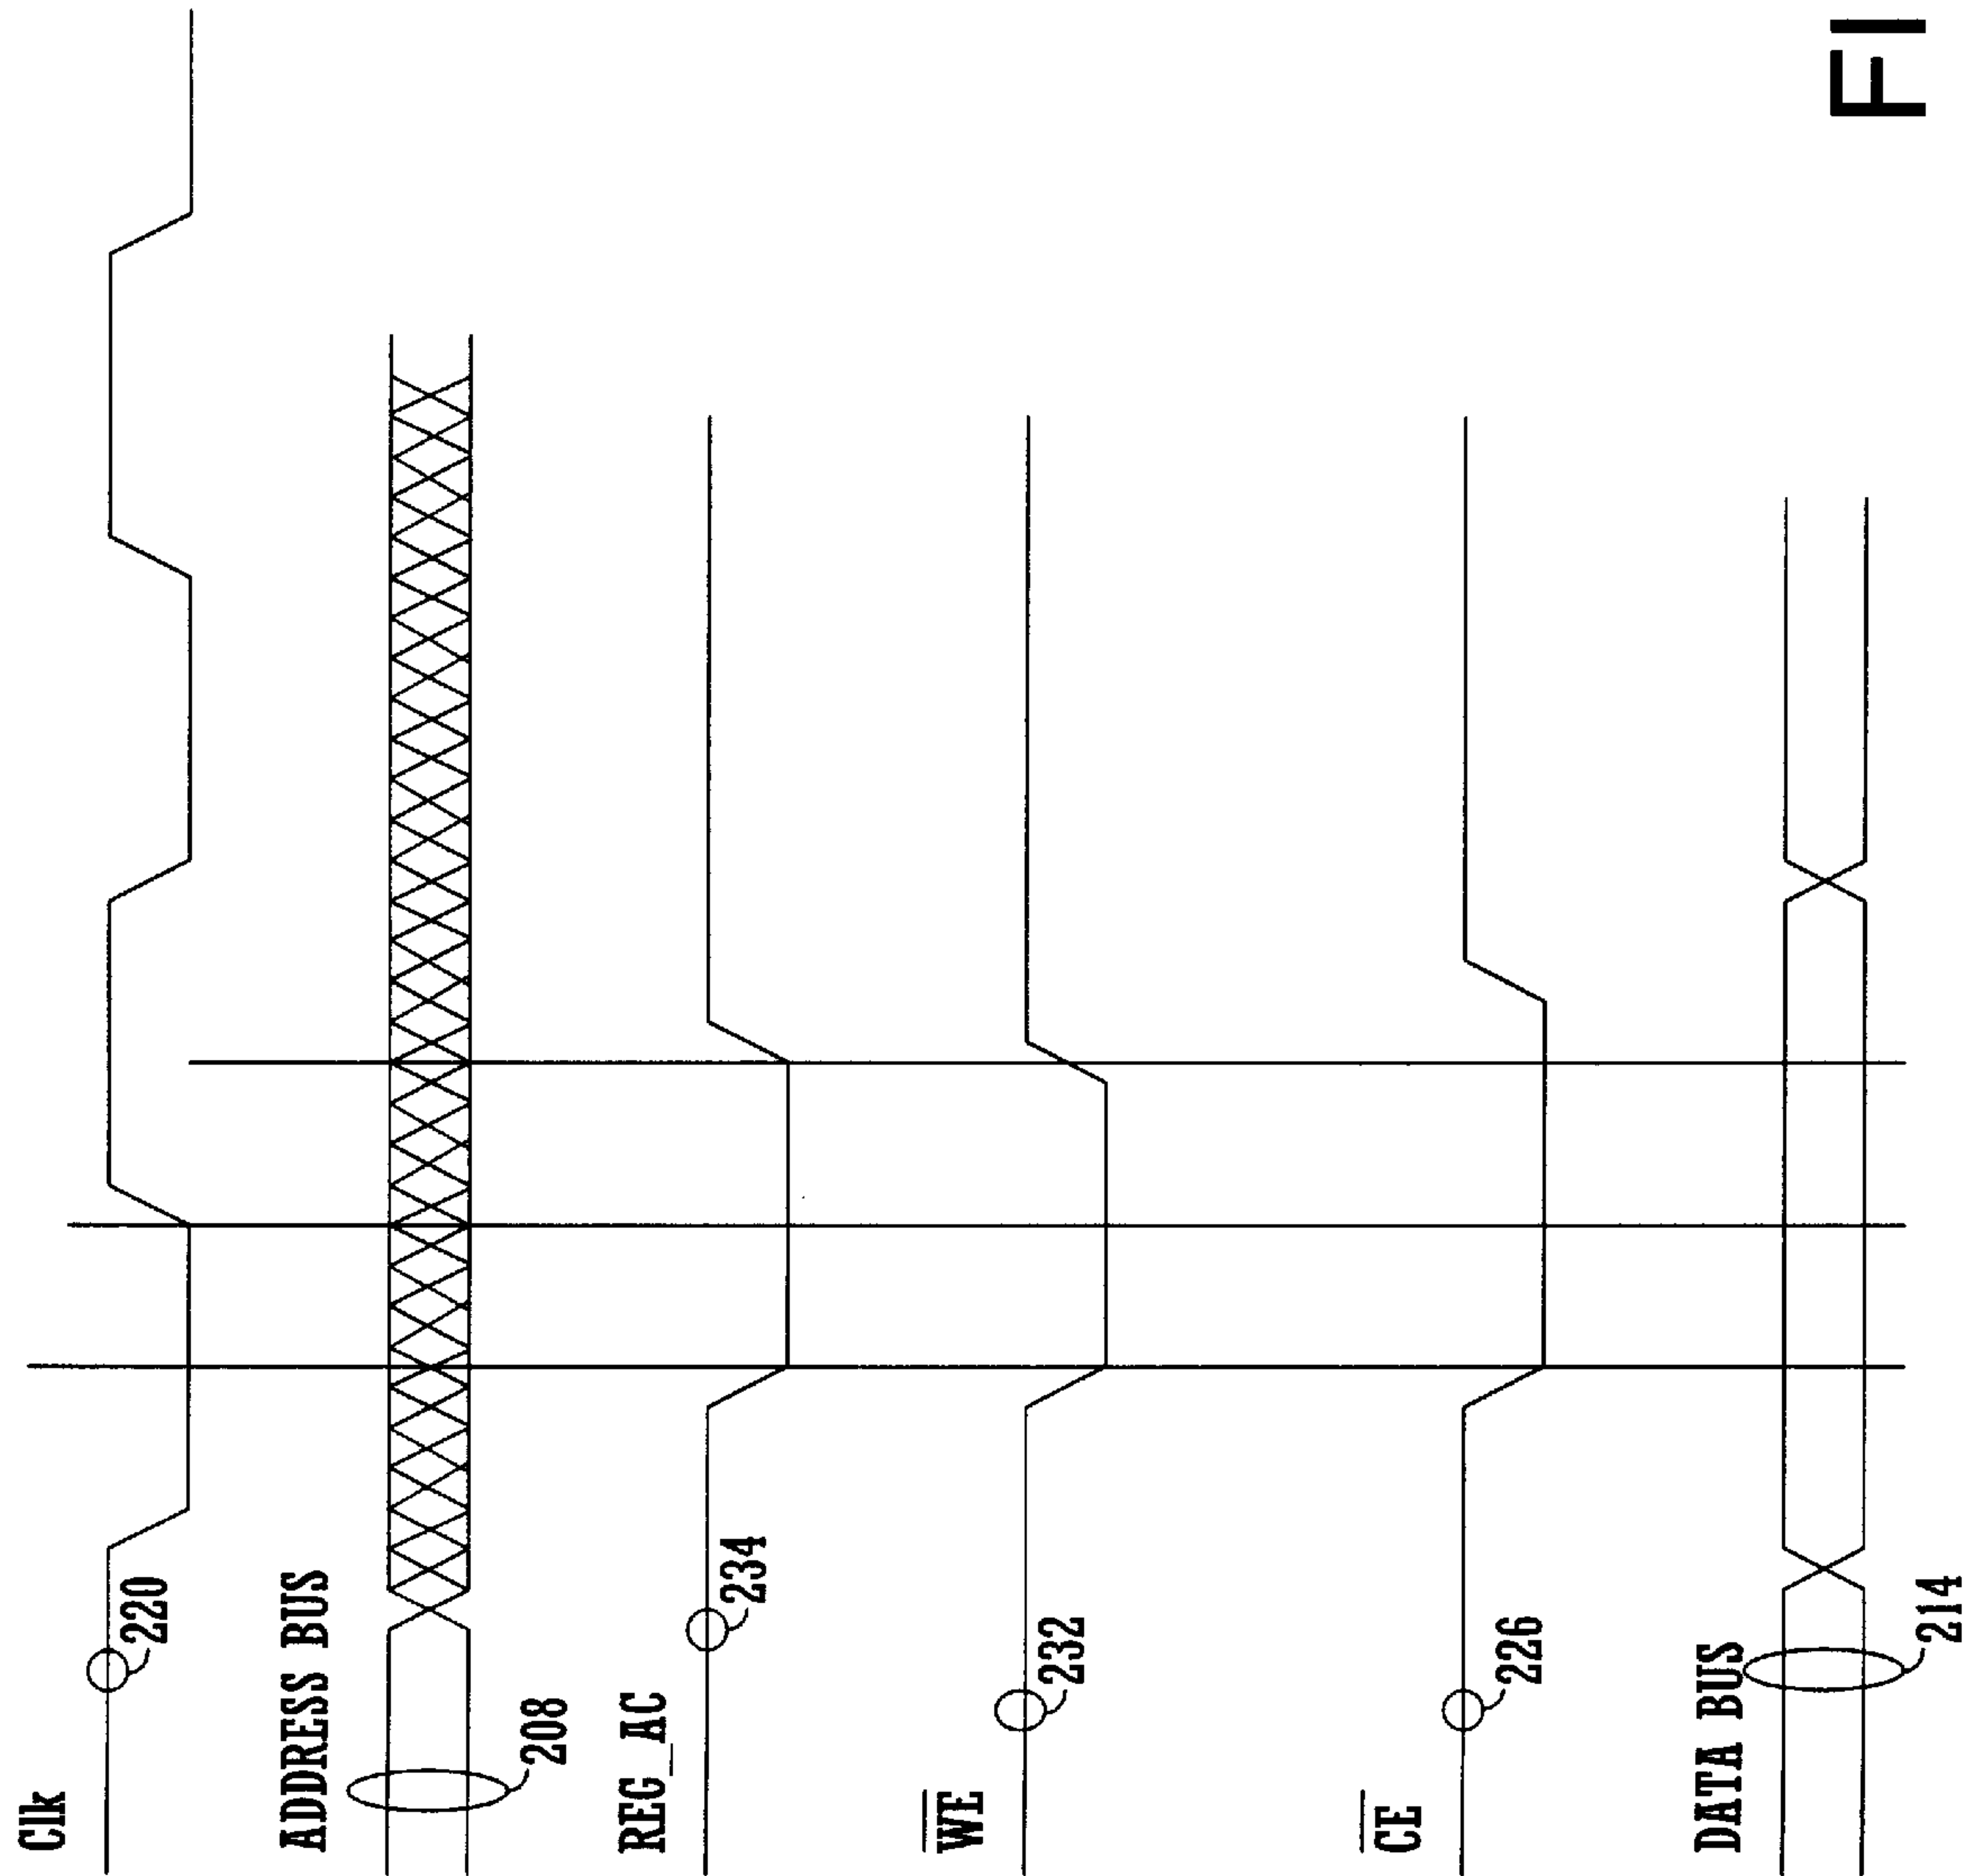 Clk
220
ADDRESS BUS
208
REG_AC
234
WE
232
CE
226
DATA BUS
214
FI